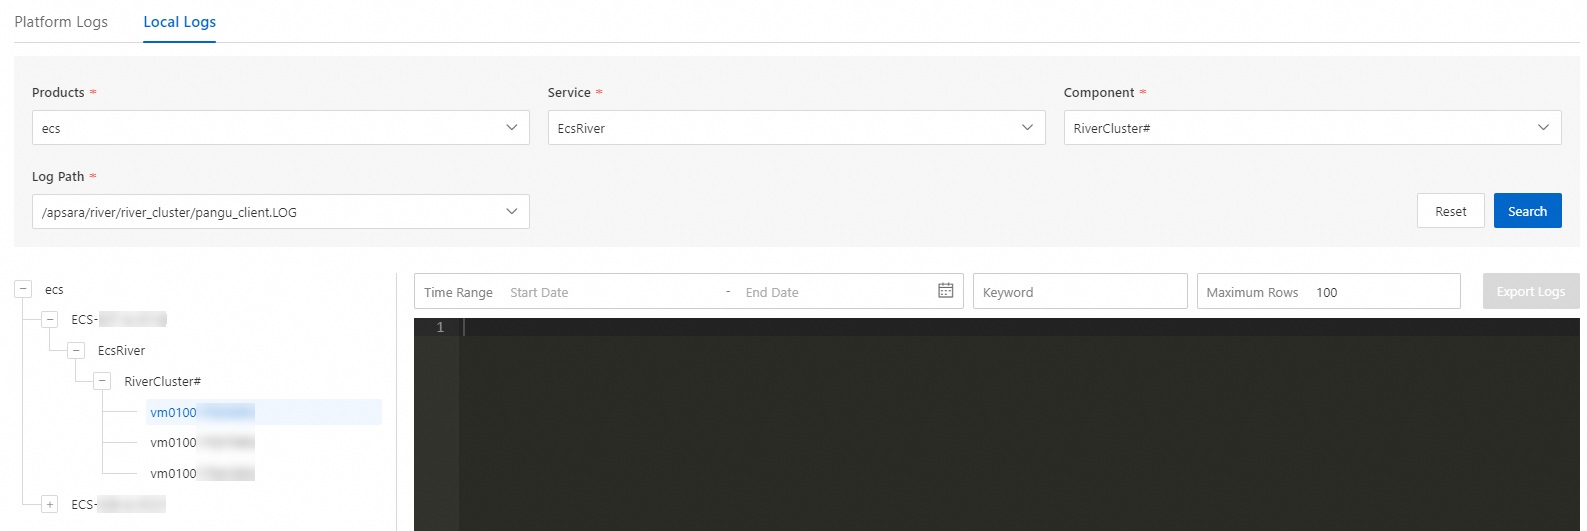 Platform Logs Local Logs
Products * Service * Component *
ecs EcsRiver RiverCluster#
Log Path *
/apsara/river/river_cluster/pangu_client.LOG Reset Search
ecs
Time Range Start Date - End Date Keyword Maximum Rows 100 Export Logs
ECS-
1
EcsRiver
RiverCluster#
vm0100
vm0100
vm0100
ECS-